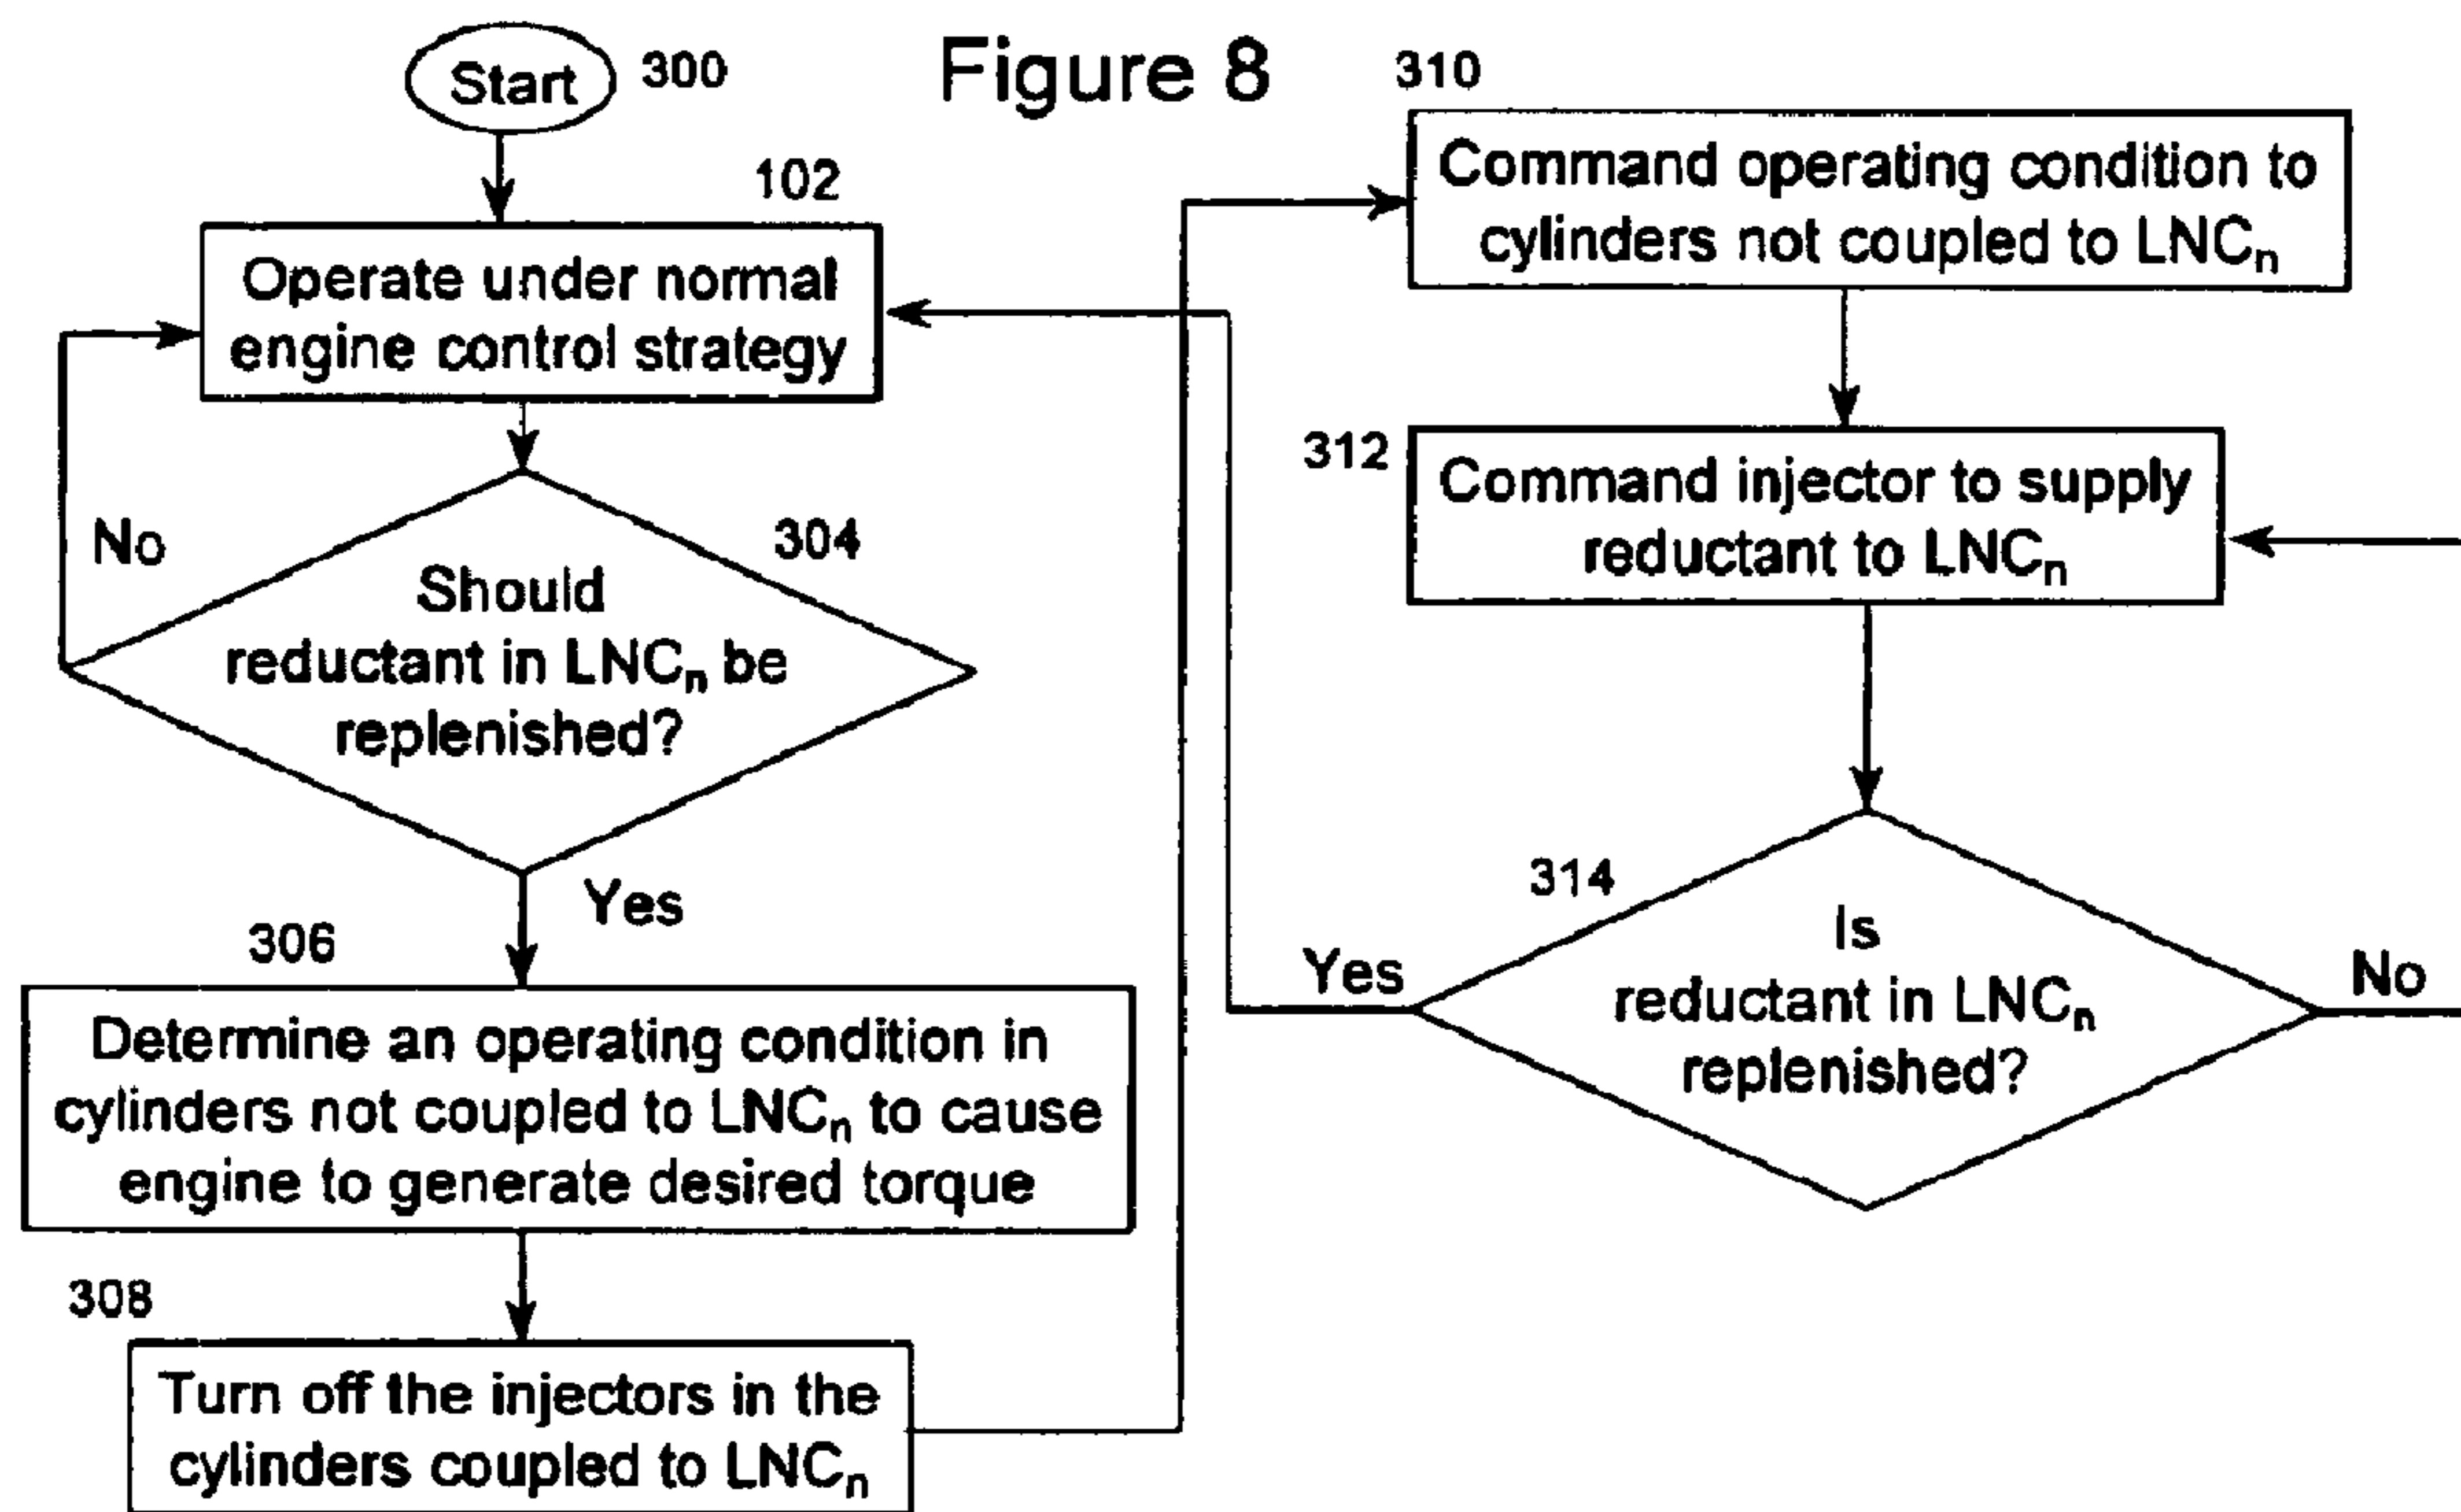 Figure 8
Start
300
102
Operate under normal
engine control strategy
No
304
Should
reductant in LNCn be
replenished?
Yes
306
Determine an operating condition in
cylinders not coupled to LNCn to cause
engine to generate desired torque
308
Turn off the injectors in the
cylinders coupled to LNCn
310
Command operating condition to
cylinders not coupled to LNCn
312
Command injector to supply
reductant to LNCn
314
Is
reductant in LNCn
replenished?
Yes
No